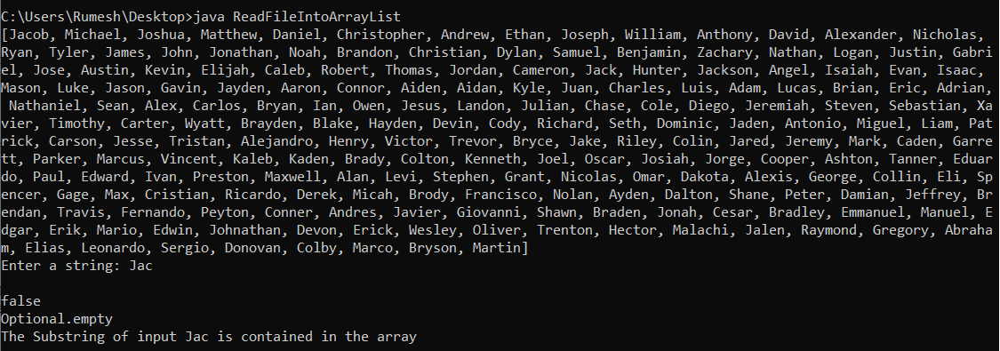 C:\Users\Rumesh\Desktop>java ReadFileIntoArrayList
[Jacob, Michael, Joshua, Matthew, Daniel, Christopher, Andrew, Ethan, Joseph, William, Anthony, David, Alexander, Nicholas,
Ryan, Tyler, James, John, Jonathan, Noah, Brandon, Christian, Dylan, Samuel, Benjamin, Zachary, Nathan, Logan, Justin, Gabri
el, Jose, Austin, Kevin, Elijah, Caleb, Robert, Thomas, Jordan, Cameron, Jack, Hunter, Jackson, Angel, Isaiah, Evan, Isaac,
Mason, Luke, Jason, Gavin, Jayden, Aaron, Connor, Aiden, Aidan, Kyle, Juan, Charles, Luis, Adam, Lucas, Brian, Eric, Adrian,
Nathaniel, Sean, Alex, Carlos, Bryan, Ian, Owen, Jesus, Landon, Julian, Chase, Cole, Diego, Jeremiah, Steven, Sebastian, Xa
vier, Timothy, Carter, Wyatt, Brayden, Blake, Hayden, Devin, Cody, Richard, Seth, Dominic, Jaden, Antonio, Miguel, Liam, Pat
rick, Carson, Jesse, Tristan, Alejandro, Henry, Victor, Trevor, Bryce, Jake, Riley, Colin, Jared, Jeremy, Mark, Caden, Garre
tt, Parker, Marcus, Vincent, Kaleb, Kaden, Brady, Colton, Kenneth, Joel, Oscar, Josiah, Jorge, Cooper, Ashton, Tanner, Eduar
do, Paul, Edward, Ivan, Preston, Maxwell, Alan, Levi, Stephen, Grant, Nicolas, Omar, Dakota, Alexis, George, Collin, Eli, Sp
encer, Gage, Max, Cristian, Ricardo, Derek, Micah, Brody, Francisco, Nolan, Ayden, Dalton, Shane, Peter, Damian, Jeffrey, Br
endan, Travis, Fernando, Peyton, Conner, Andres, Javier, Giovanni, Shawn, Braden, Jonah, Cesar, Bradley, Emmanuel, Manuel, E
dgar, Erik, Mario, Edwin, Johnathan, Devon, Erick, Wesley, Oliver, Trenton, Hector, Malachi, Jalen, Raymond, Gregory, Abraha
m, Elias, Leonardo, Sergio, Donovan, Colby, Marco, Bryson, Martin]
Enter a string: Jac
false
Optional.empty
The Substring of input Jac is contained in the array